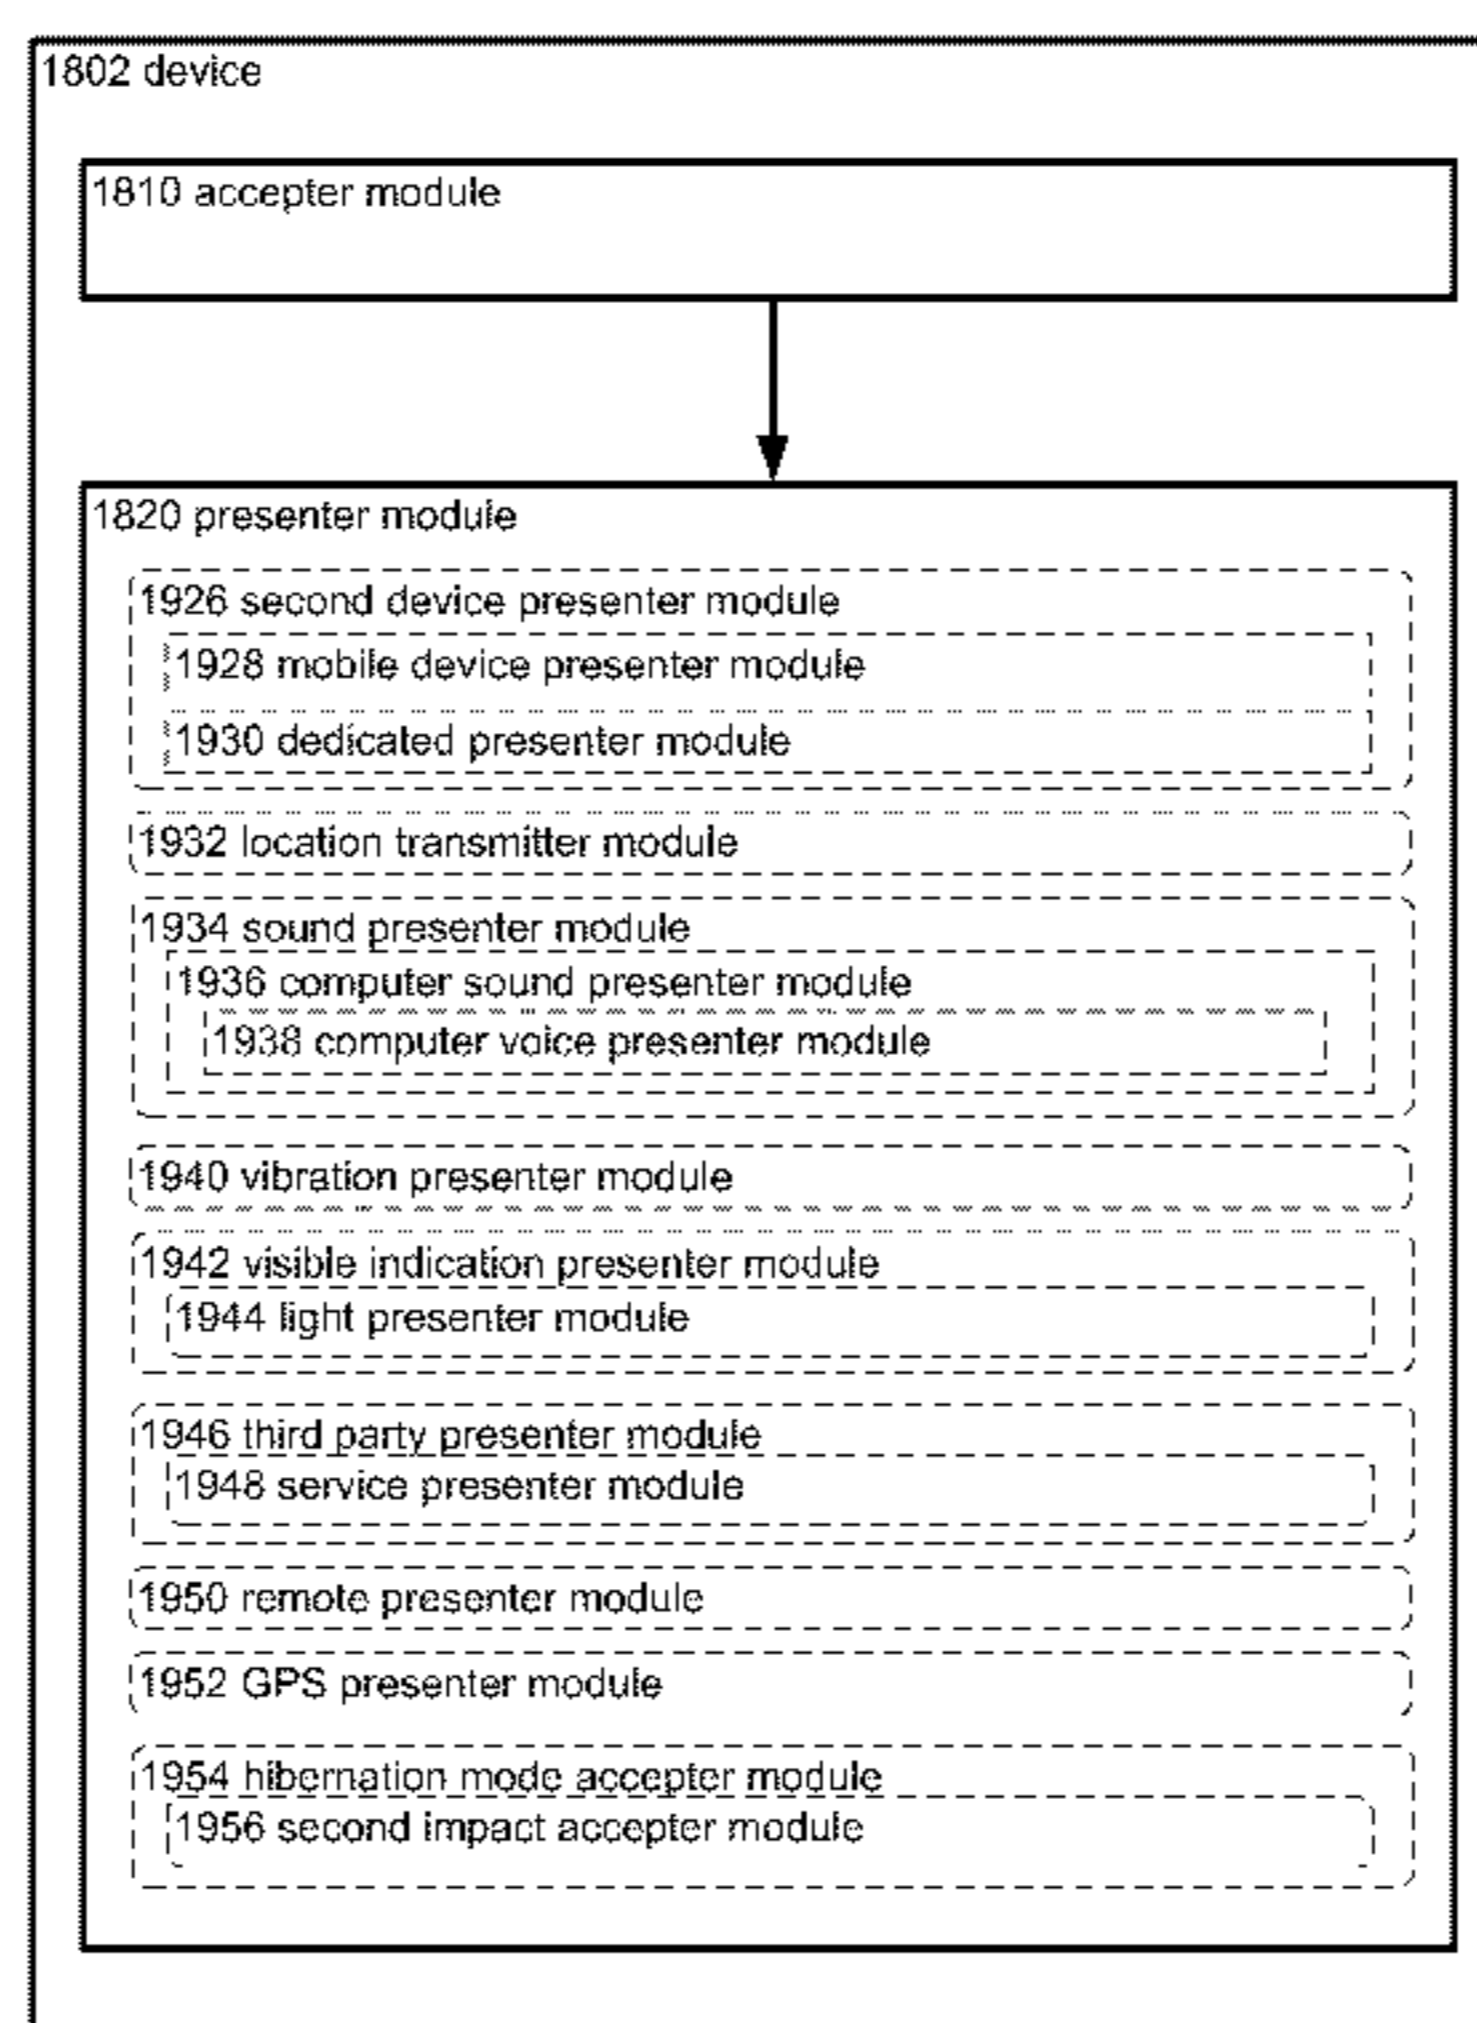 1802 device
1810 accepter module
1820 presenter module
1926 second device presenter module
1928 mobile device presenter module
1930 dedicated presenter module
1932 location transmitter module
1934 sound presenter module
1936 computer sound presenter module
1938 computer voice presenter module
1940 vibration presenter module
1942 visible indication presenter module
1944 light presenter module
1946 third party presenter module
1948 service presenter module
1950 remote presenter module
1952 GPS presenter module
1954 hibernation mode accepter module
1956 second impact accepter module